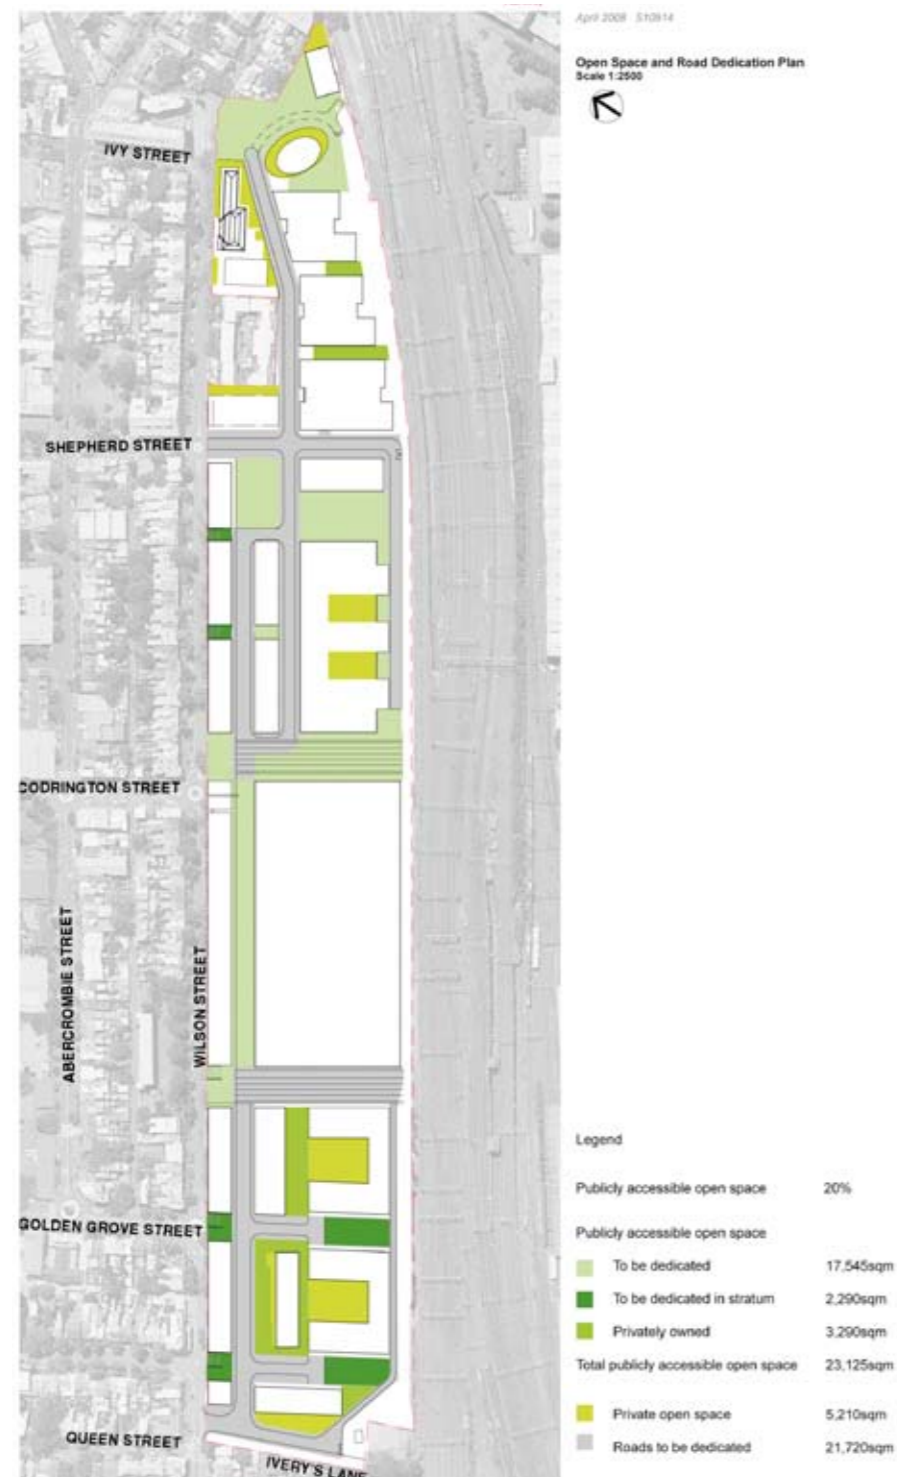 April 2008 S10814
Open Space and Road Dedication Plan
Scale 1:2500
IVY STREET
SHEPHERD STREET
CODRINGTON STREET
ABERCROMBIE STREET
WILSON STREET
GOLDEN GROVE STREET
QUEEN STREET
IVERY'S LANE
Legend
Publicly accessible open space 20%
Publicly accessible open space
To be dedicated 17,545sqm
To be dedicated in stratum 2,290sqm
Privately owned 3,290sqm
Total publicly accessible open space 23,125sqm
Private open space 5,210sqm
Roads to be dedicated 21,720sqm